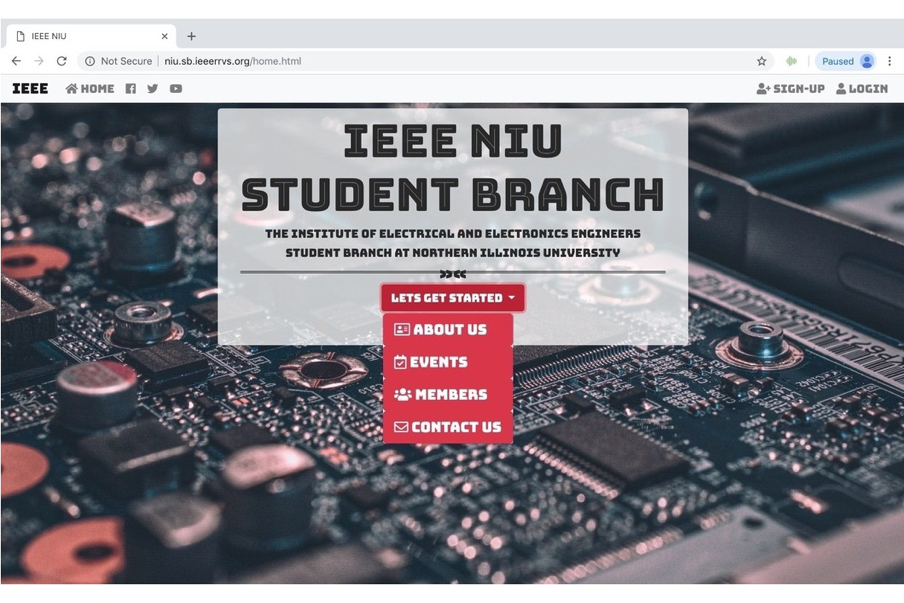 IEEE NIU
Not Secure | niu.sb.ieeerrvs.org/home.html
Paused
IEEE HOME
SIGN-UP LOGIN
IEEE NIU
STUDENT BRANCH
THE INSTITUTE OF ELECTRICAL AND ELECTRONICS ENGINEERS
STUDENT BRANCH AT NORTHERN ILLINOIS UNIVERSITY
LETS GET STARTED
ABOUT US
EVENTS
MEMBERS
CONTACT US